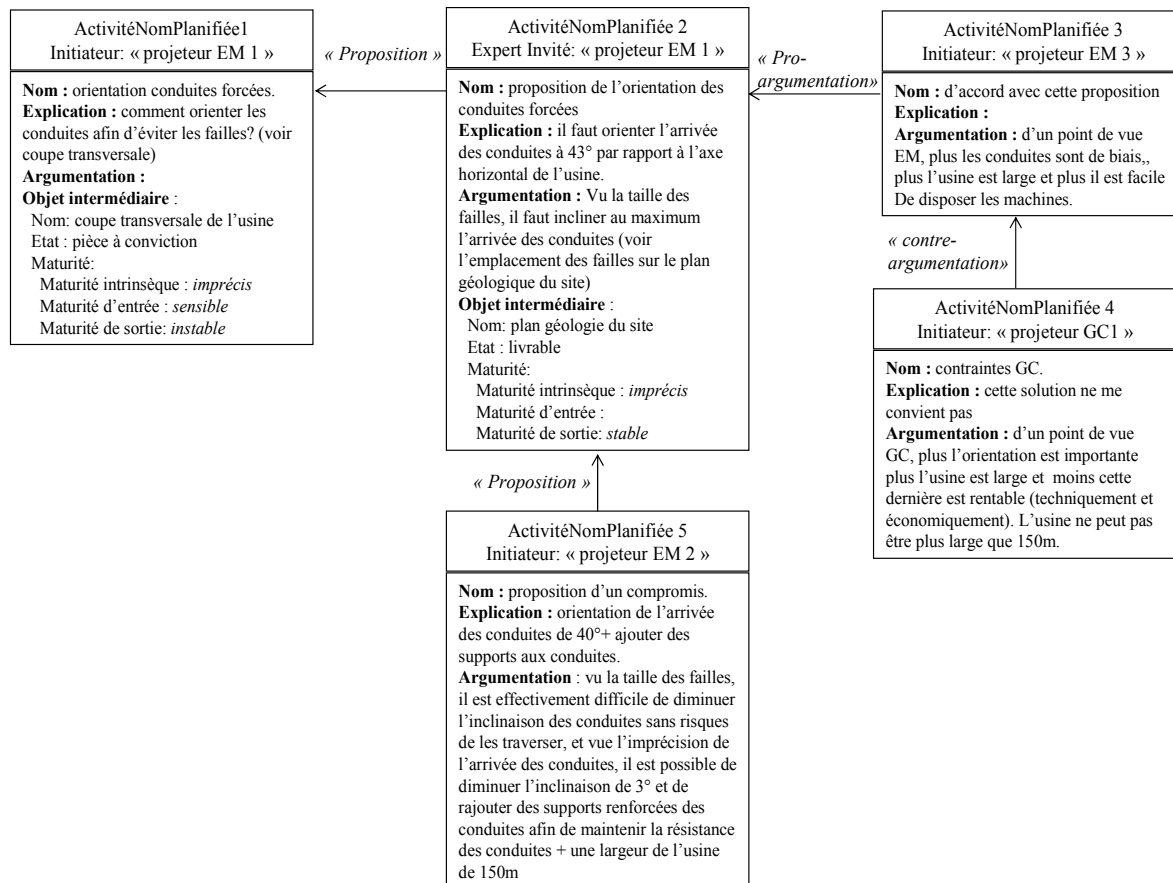 ActivitéNomPlanifiée1
Initiateur: « projeteur EM 1 »
Nom : orientation conduites forcées.
Explication : comment orienter les
conduites afin d’éviter les failles? (voir
coupe transversale)
Argumentation :
Objet intermédiaire :
Nom: coupe transversale de l’usine
Etat : pièce à conviction
Maturité:
Maturité intrinsèque : imprécis
Maturité d’entrée : sensible
Maturité de sortie: instable
« Proposition »
ActivitéNomPlanifiée 2
Expert Invité: « projeteur EM 1 »
Nom : proposition de l’orientation des
conduites forcées
Explication : il faut orienter l’arrivée
des conduites à 43° par rapport à l’axe
horizontal de l’usine.
Argumentation : Vu la taille des
failles, il faut incliner au maximum
l’arrivée des conduites (voir
l’emplacement des failles sur le plan
géologique du site)
Objet intermédiaire :
Nom: plan géologie du site
Etat : livrable
Maturité:
Maturité intrinsèque : imprécis
Maturité d’entrée :
Maturité de sortie: stable
« Pro-
argumentation»
ActivitéNomPlanifiée 3
Initiateur: « projeteur EM 3 »
Nom : d’accord avec cette proposition
Explication :
Argumentation : d’un point de vue
EM, plus les conduites sont de biais,,
plus l’usine est large et plus il est facile
De disposer les machines.
« contre-
argumentation»
ActivitéNomPlanifiée 4
Initiateur: « projeteur GC1 »
Nom : contraintes GC.
Explication : cette solution ne me
convient pas
Argumentation : d’un point de vue
GC, plus l’orientation est importante
plus l’usine est large et moins cette
dernière est rentable (techniquement et
économiquement). L’usine ne peut pas
être plus large que 150m.
« Proposition »
ActivitéNomPlanifiée 5
Initiateur: « projeteur EM 2 »
Nom : proposition d’un compromis.
Explication : orientation de l’arrivée
des conduites de 40°+ ajouter des
supports aux conduites.
Argumentation : vu la taille des failles,
il est effectivement difficile de diminuer
l’inclinaison des conduites sans risques
de les traverser, et vue l’imprécision de
l’arrivée des conduites, il est possible de
diminuer l’inclinaison de 3° et de
rajouter des supports renforcées des
conduites afin de maintenir la résistance
des conduites + une largeur de l’usine
de 150m